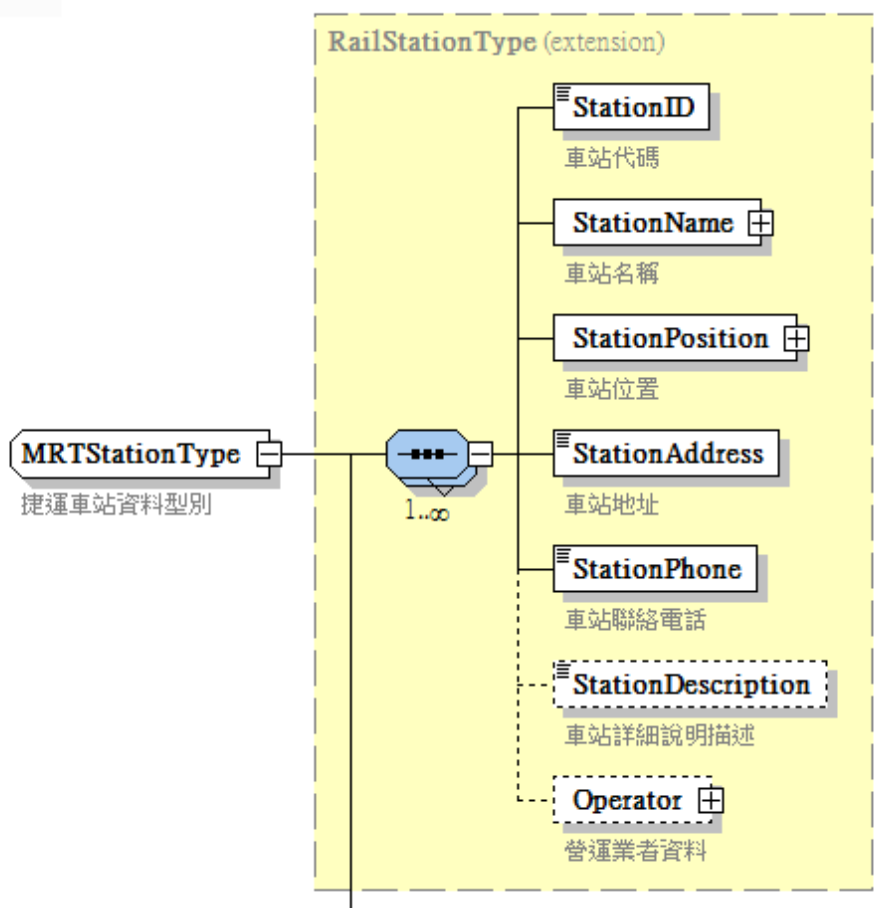 RailStationType (extension)
StationID
車站代碼
StationName
車站名稱
StationPosition
車站位置
MRTStationType
捷運車站資料型別
1..∞
StationAddress
車站地址
StationPhone
車站聯絡電話
StationDescription
車站詳細說明描述
Operator
營運業者資料